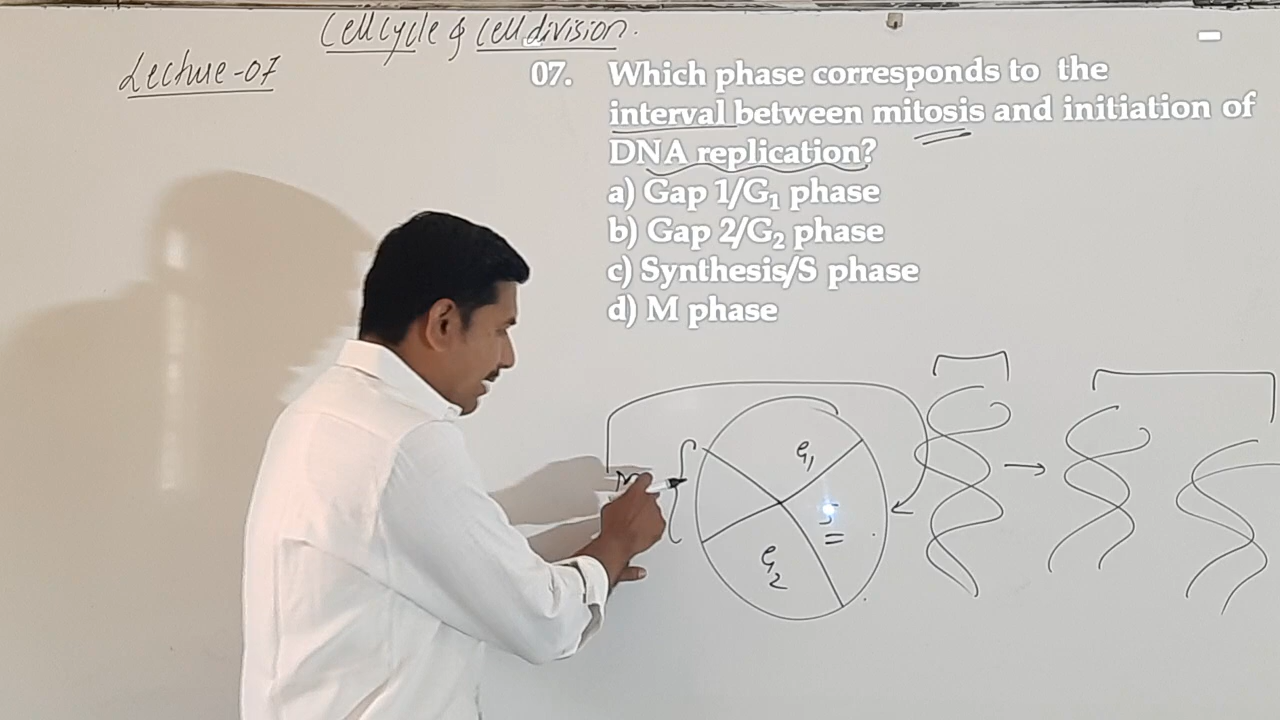 Cell cycle & cell division.
Lecture-07
07. Which phase corresponds to the
interval between mitosis and initiation of
DNA replication?
a) Gap 1/G₁ phase
b) Gap 2/G₂ phase
c) Synthesis/S phase
d) M phase
G₁
M
S
G₂